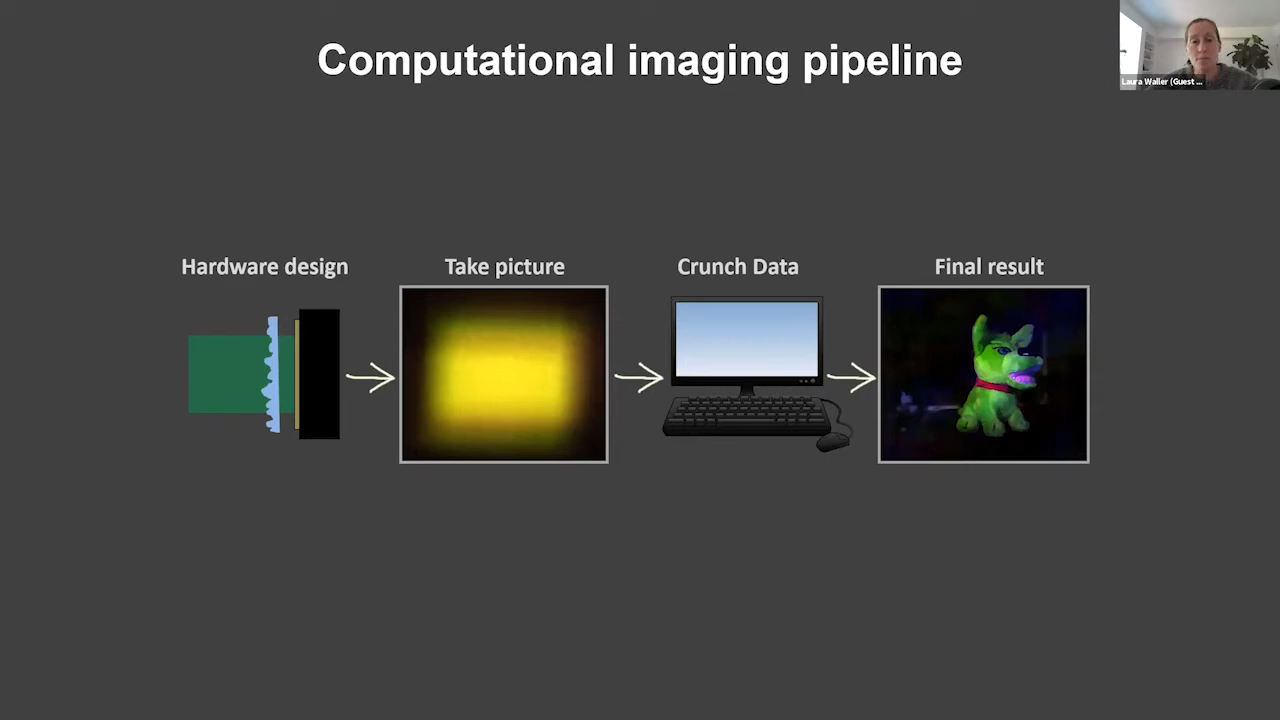 Computational imaging pipeline
Laura Waller (Guest ...
Hardware design
Take picture
Crunch Data
Final result